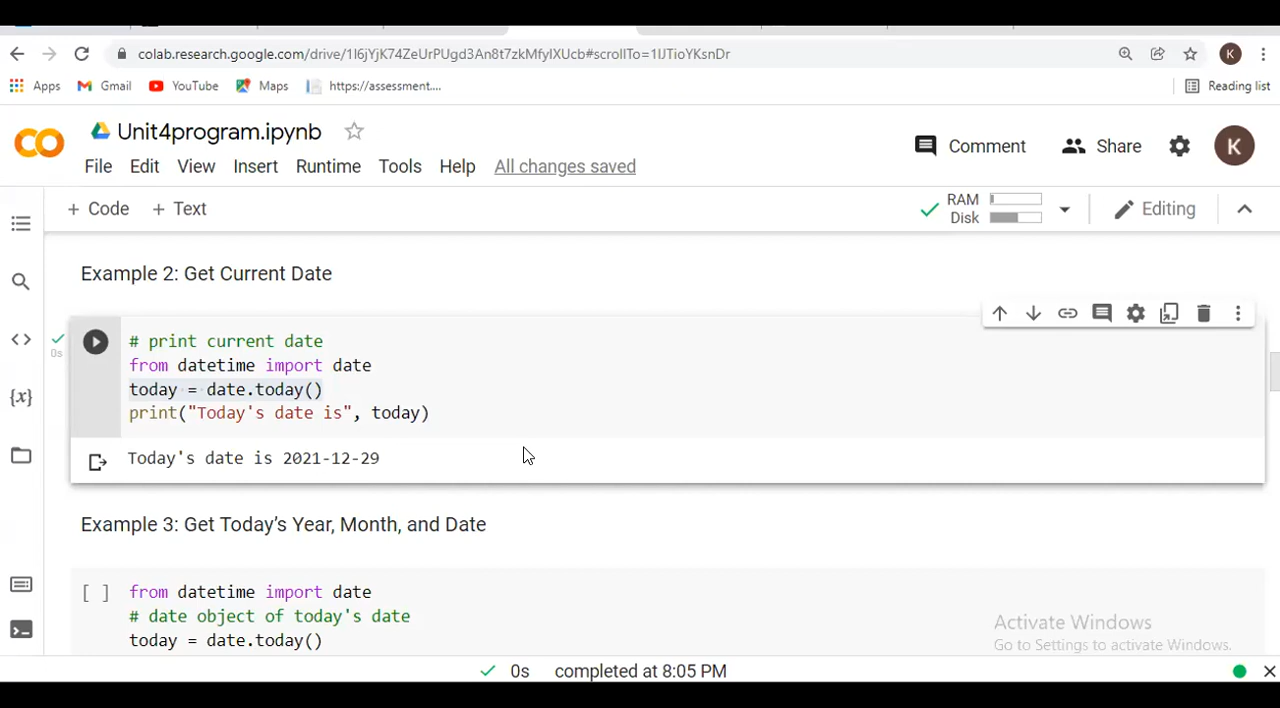 colab.research.google.com/drive/1I6jYjK74ZeUrPUgd3An8t7zkMfyIXUcb#scrollTo=1IJTioYKsnDr
K
Apps
Gmail
YouTube
Maps
https://assessment....
Reading list
Unit4program.ipynb
File Edit View Insert Runtime Tools Help All changes saved
Comment
Share
K
+ Code + Text
RAM
Disk
Editing
Example 2: Get Current Date
0s
# print current date
from datetime import date
today = date.today()
print("Today's date is", today)
Today's date is 2021-12-29
Example 3: Get Today's Year, Month, and Date
[ ] from datetime import date
# date object of today's date
today = date.today()
Activate Windows
Go to Settings to activate Windows.
0s completed at 8:05 PM